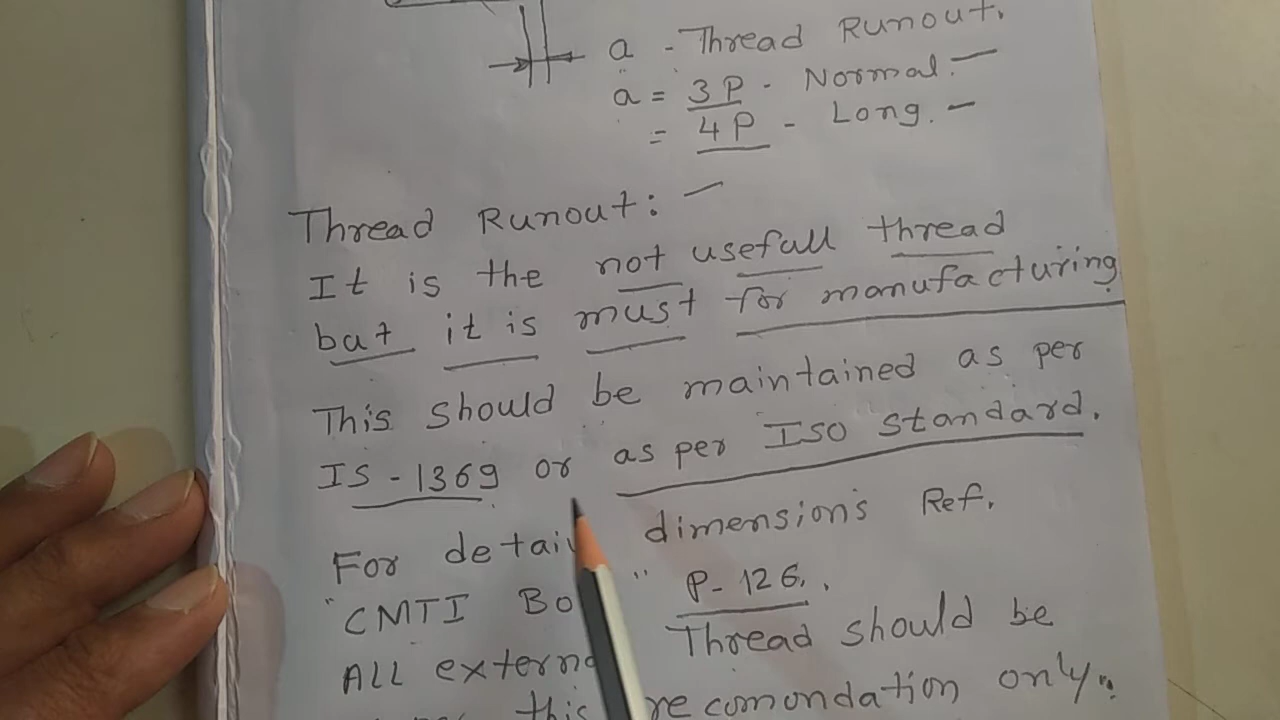 a - Thread Runout.
a = 3P - Normal. -
= 4P - Long. -
Thread Runout: -
It is the not usefull thread
but it is must for manufacturing
This should be maintained as per
IS - 1369 or as per ISO standard.
For detai dimensions Ref.
"CMTI Bo " P-126.
ALL extern Thread should be
this recomondation only.